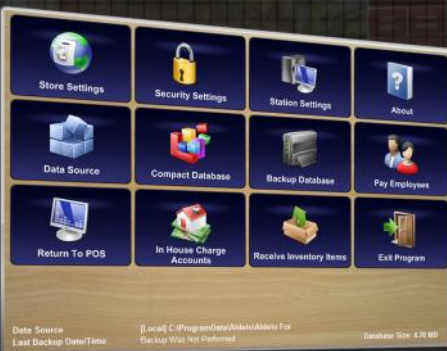 Store Settings
Security Settings
Station Settings
About
Data Source
Compact Database
Backup Database
Pay Employees
Return To POS
In House Charge
Accounts
Receive Inventory Items
Exit Program
Data Source
[Local] C:\ProgramData\Aldelo\Aldelo For
Last Backup Date/Time
Backup Was Not Performed
Database Size: 4.76 MB